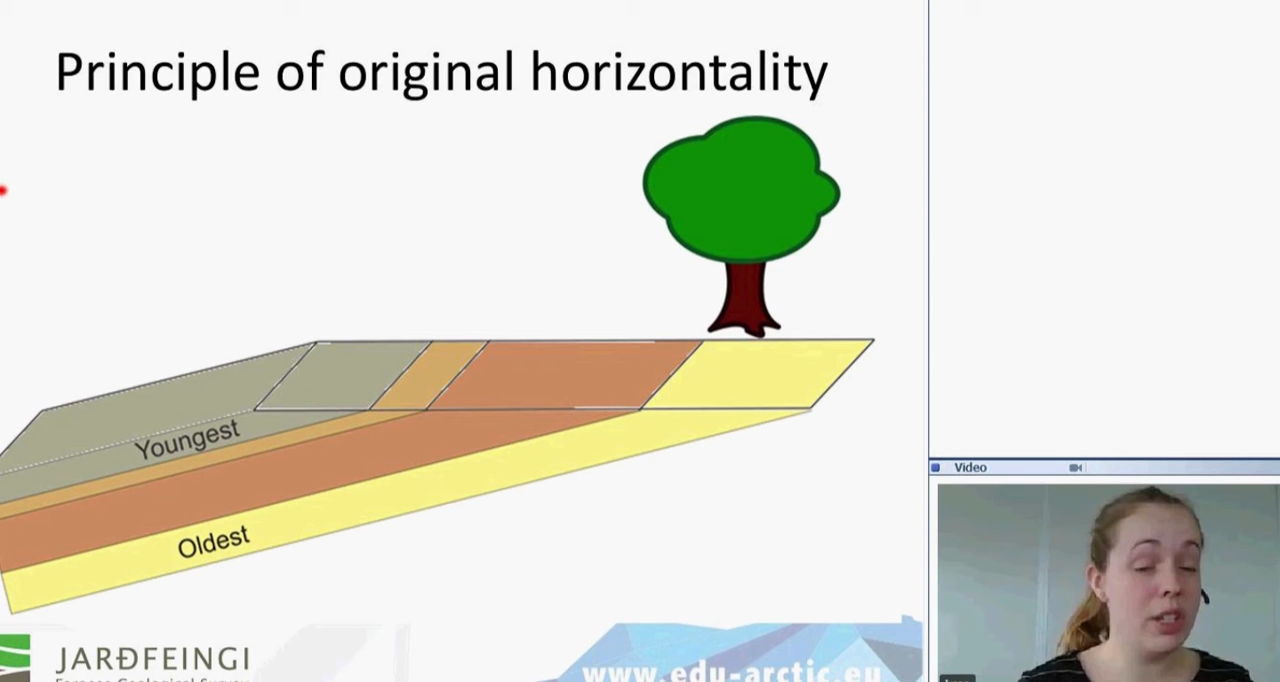 Principle of original horizontality
Youngest
Oldest
Video
JARÐFEINGI
www.edu-arctic.eu